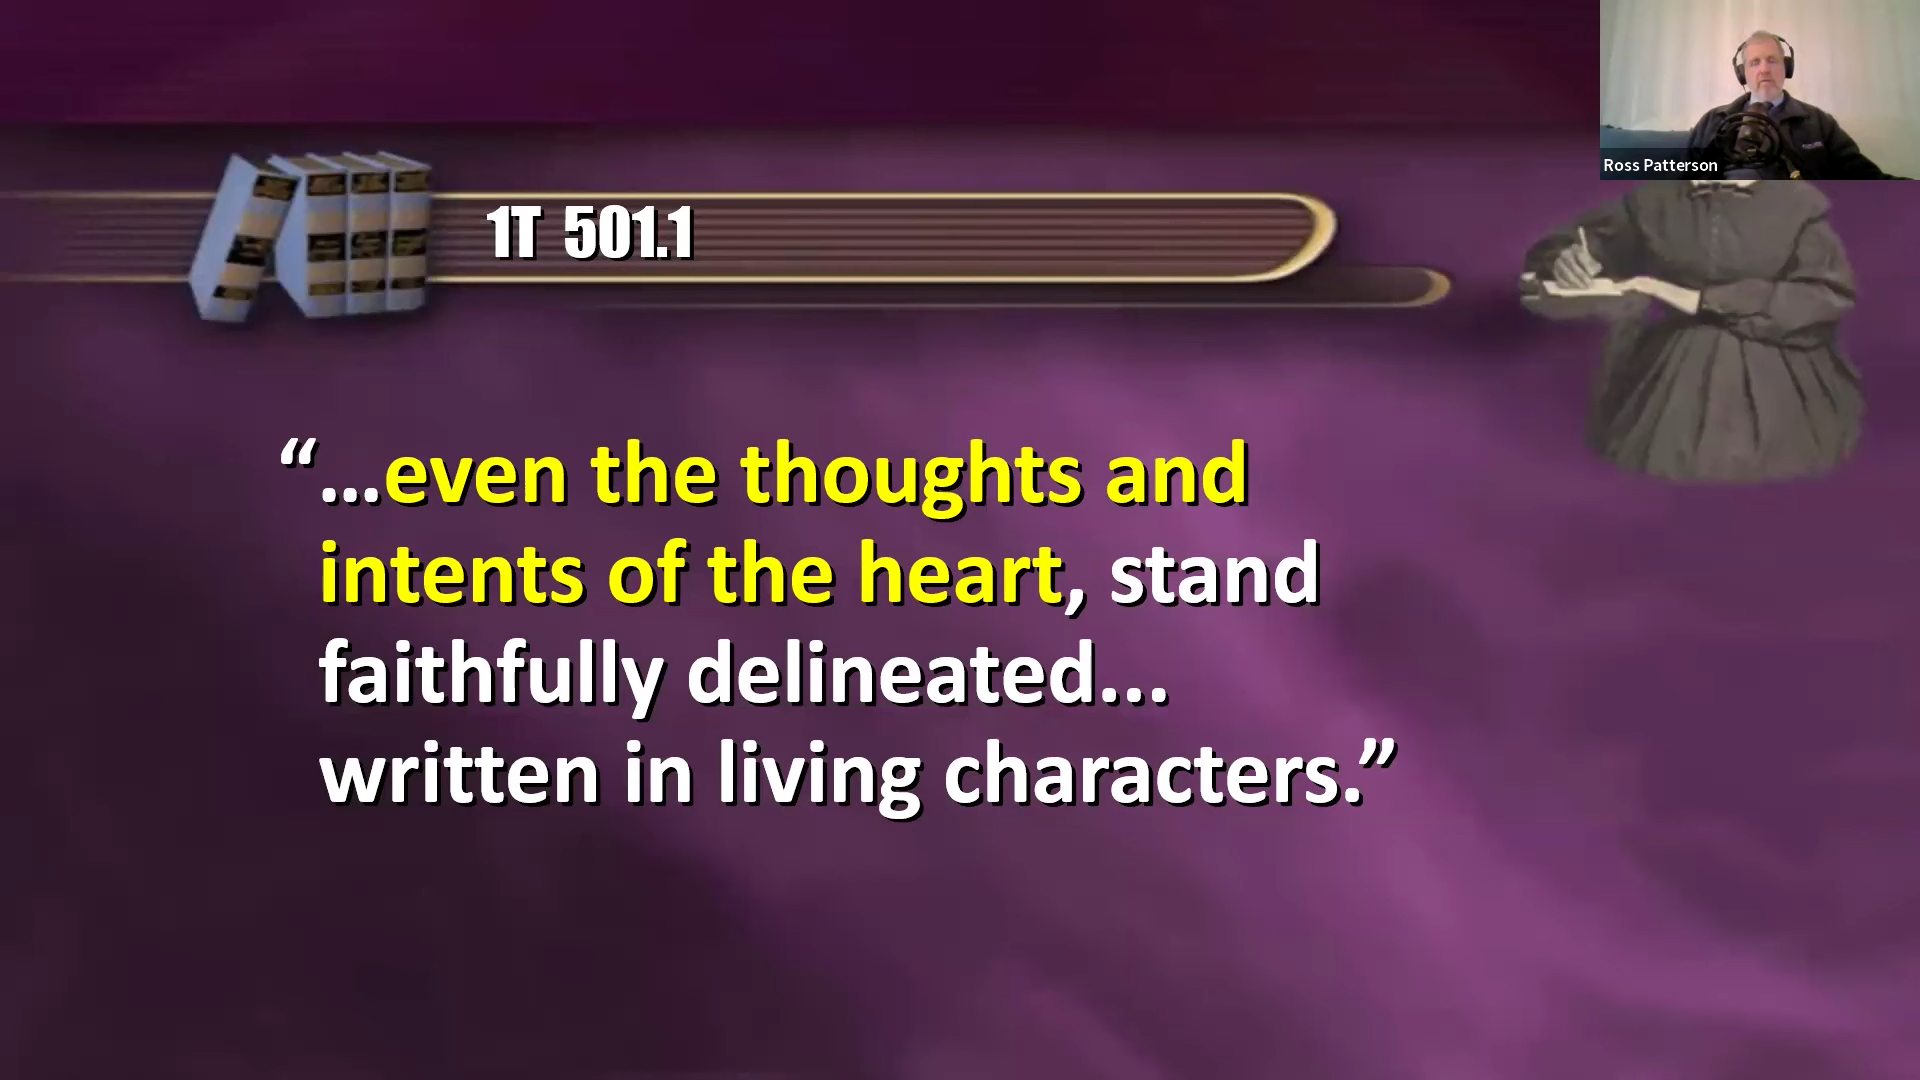 Ross Patterson
1T 501.1
“…even the thoughts and
intents of the heart, stand
faithfully delineated...
written in living characters.”